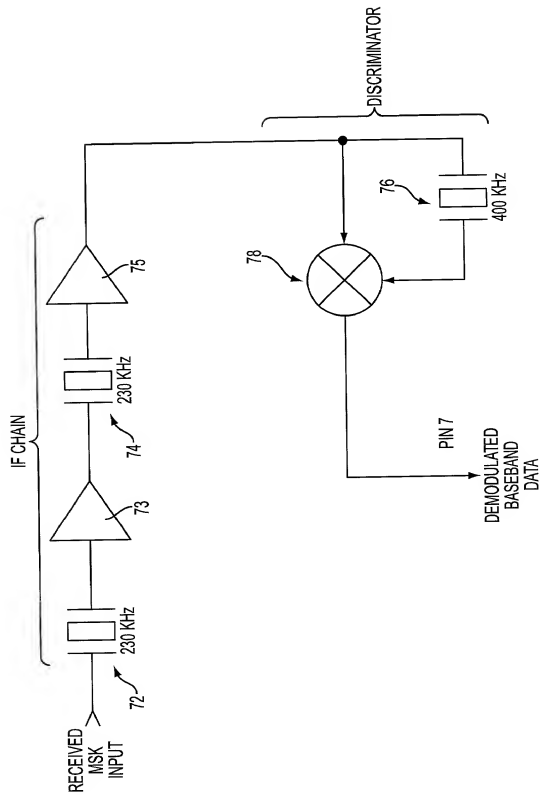 IF CHAIN
RECEIVED
MSK
INPUT
72
230 KHz
73
74
230 KHz
75
78
76
400 KHz
DISCRIMINATOR
PIN 7
DEMODULATED
BASEBAND
DATA